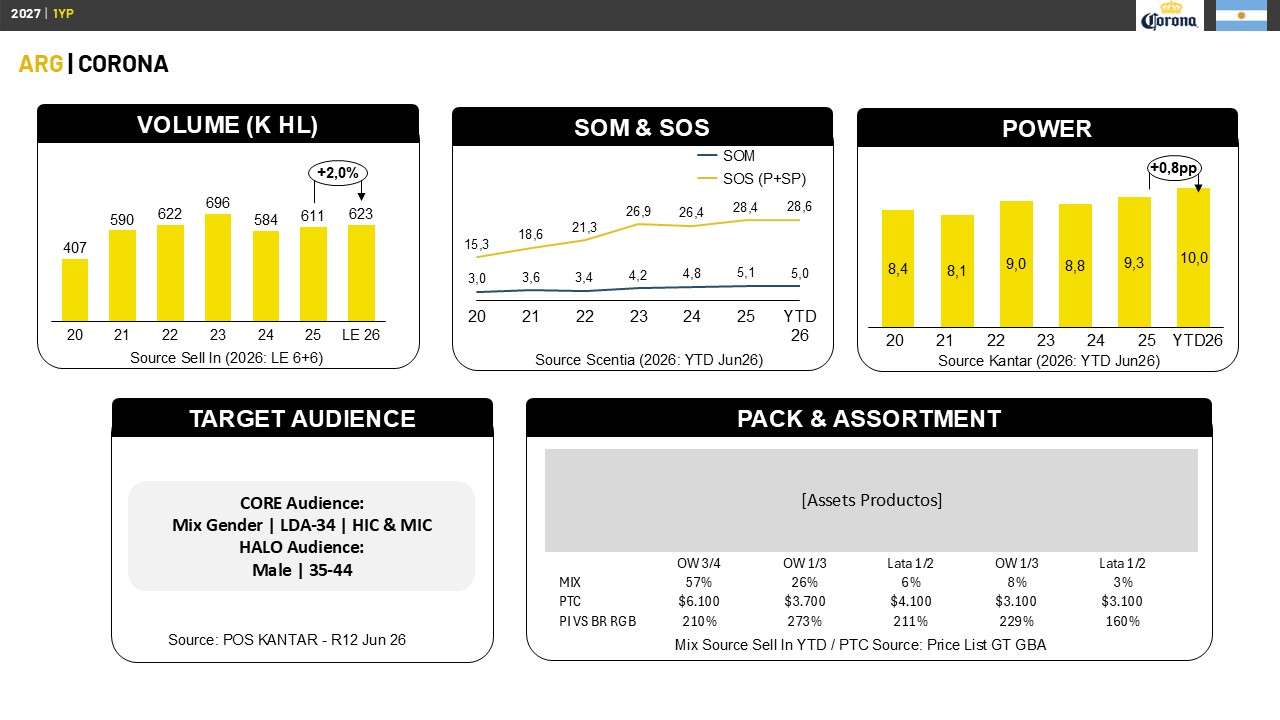 2027 | 1YP
Corona
ARG | CORONA
VOLUME (K HL)
+2,0%
407 590 622 696 584 611 623
20 21 22 23 24 25 LE 26
Source Sell In (2026: LE 6+6)
SOM & SOS
SOM
SOS (P+SP)
15,3 18,6 21,3 26,9 26,4 28,4 28,6
3,0 3,6 3,4 4,2 4,8 5,1 5,0
20 21 22 23 24 25 YTD 26
Source Scentia (2026: YTD Jun26)
POWER
+0,8pp
8,4 8,1 9,0 8,8 9,3 10,0
20 21 22 23 24 25 YTD26
Source Kantar (2026: YTD Jun26)
TARGET AUDIENCE
CORE Audience:
Mix Gender | LDA-34 | HIC & MIC
HALO Audience:
Male | 35-44
Source: POS KANTAR - R12 Jun 26
PACK & ASSORTMENT
[Assets Productos]
OW 3/4 OW 1/3 Lata 1/2 OW 1/3 Lata 1/2
MIX 57% 26% 6% 8% 3%
PTC $6.100 $3.700 $4.100 $3.100 $3.100
PI VS BR RGB 210% 273% 211% 229% 160%
Mix Source Sell In YTD / PTC Source: Price List GT GBA